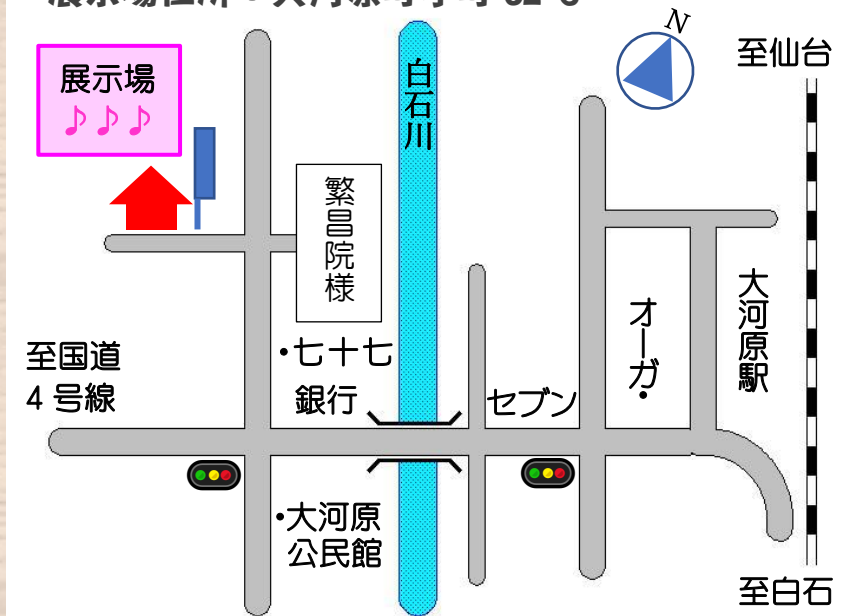 N
至仙台
展示場
♪♪♪
白石川
繁昌院様
大河原駅
オーガ・
至国道
4号線
・七十七
銀行
セブン
・大河原
公民館
至白石